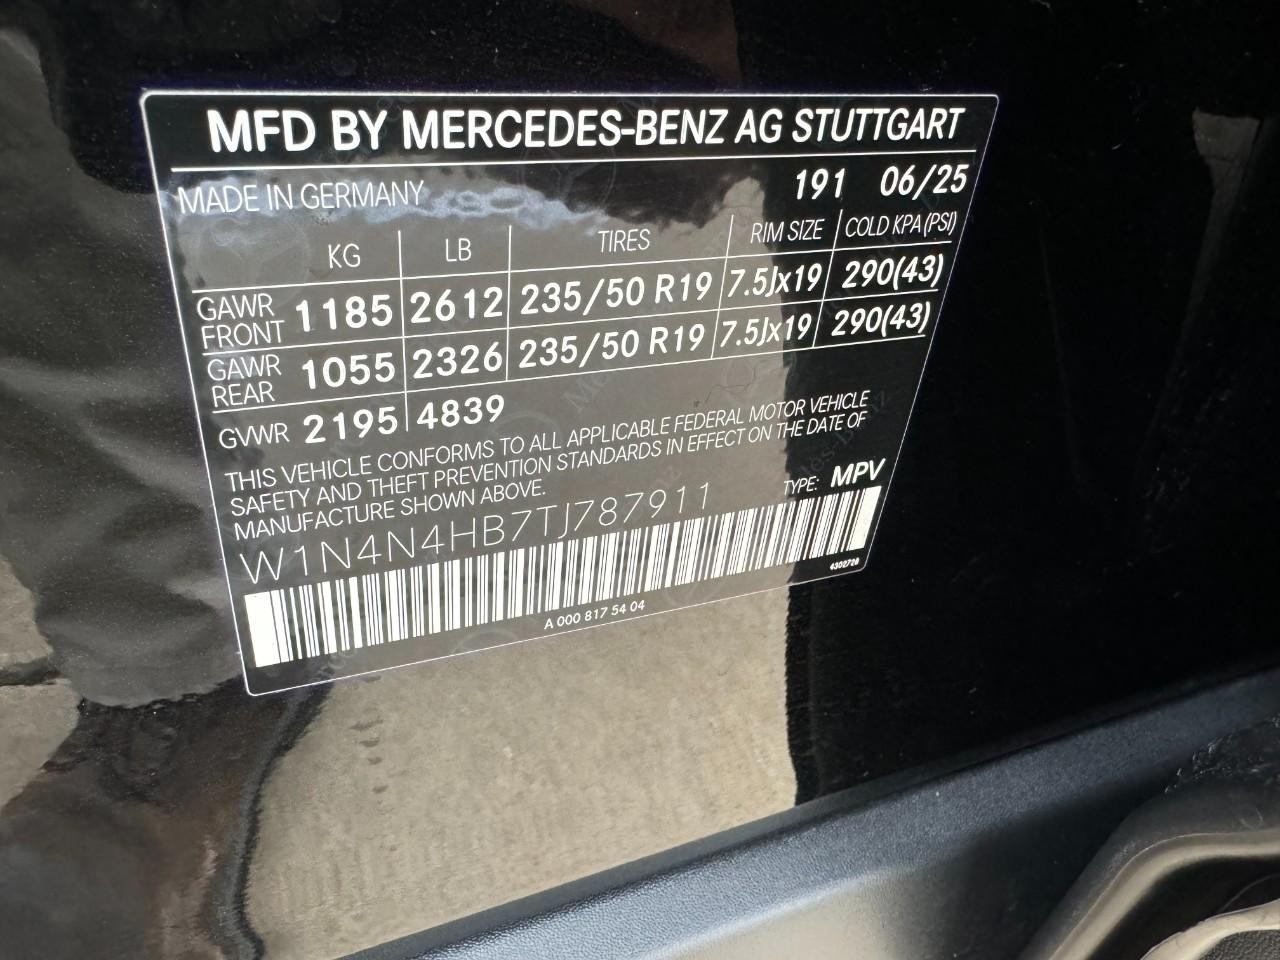 MFD BY MERCEDES-BENZ AG STUTTGART
MADE IN GERMANY 191 06/25
KG LB TIRES RIM SIZE COLD KPA (PSI)
GAWR FRONT 1185 2612 235/50 R19 7.5Jx19 290(43)
GAWR REAR 1055 2326 235/50 R19 7.5Jx19 290(43)
GVWR 2195 4839
THIS VEHICLE CONFORMS TO ALL APPLICABLE FEDERAL MOTOR VEHICLE
SAFETY AND THEFT PREVENTION STANDARDS IN EFFECT ON THE DATE OF
MANUFACTURE SHOWN ABOVE.
TYPE: MPV
W1N4N4HB7TJ787911
4302728
A 000 817 54 04